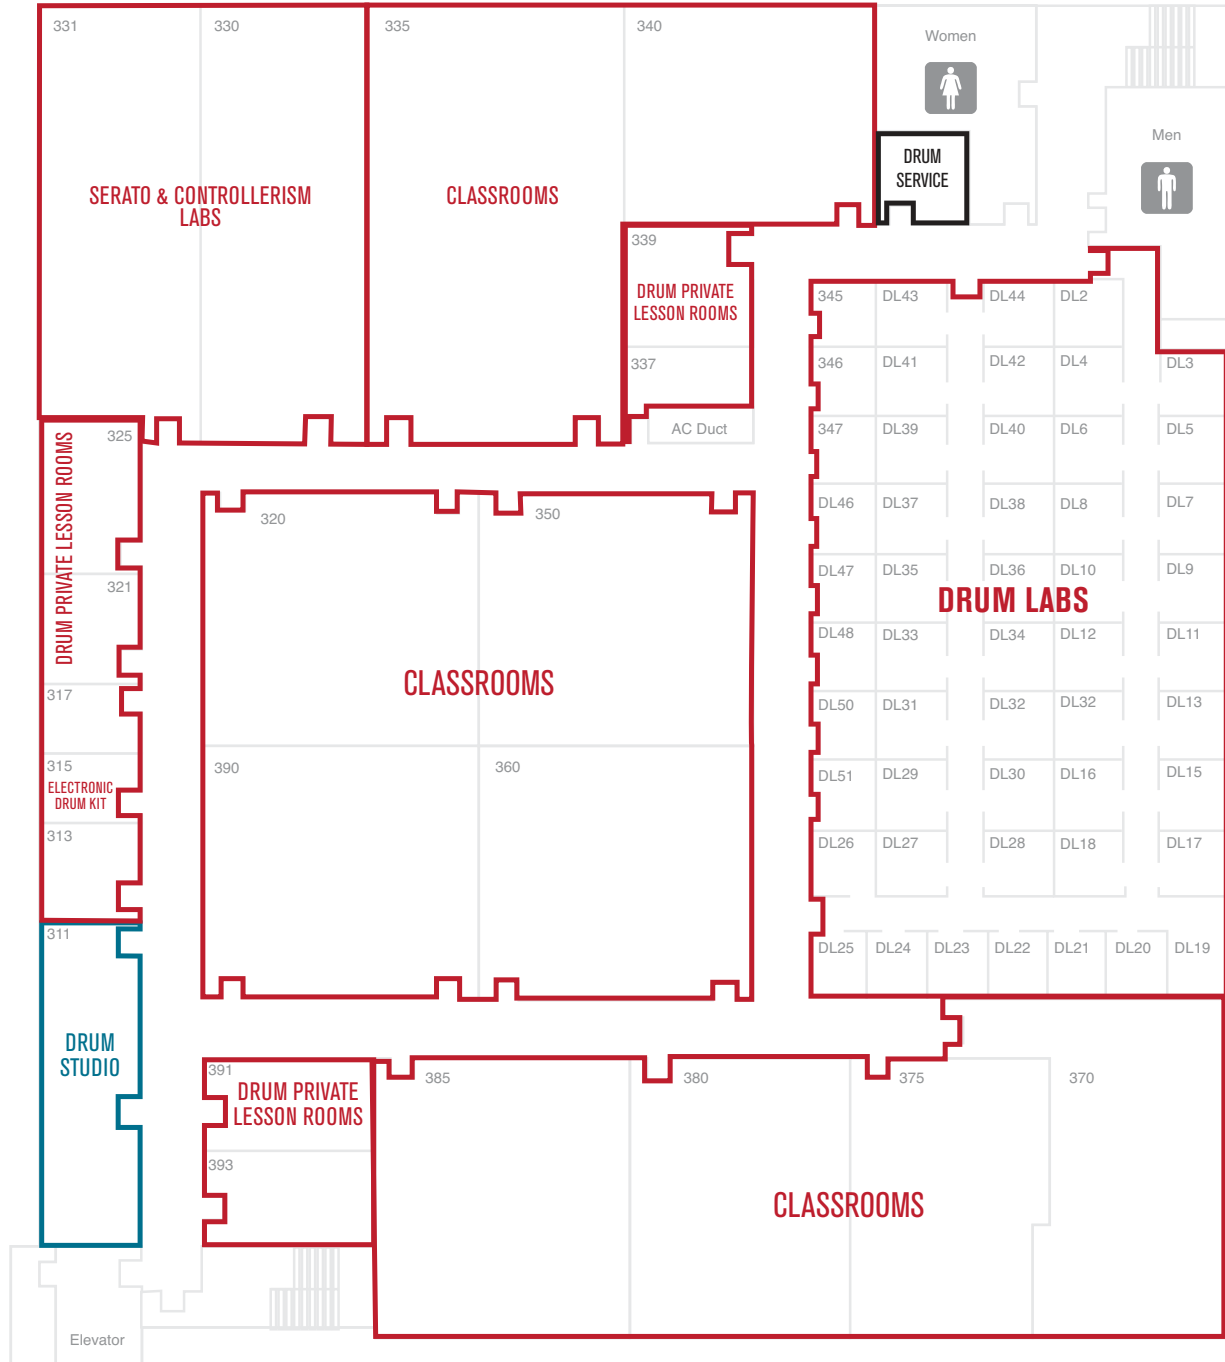 331
330
335
340
Women
Men
DRUM
SERVICE
SERATO & CONTROLLERISM
LABS
CLASSROOMS
339
DRUM PRIVATE
LESSON ROOMS
337
AC Duct
345
DL43
DL44
DL2
346
DL41
DL42
DL4
DL3
347
DL39
DL40
DL6
DL5
DL46
DL37
DL38
DL8
DL7
DL47
DL35
DL36
DL10
DL9
DRUM LABS
DL48
DL33
DL34
DL12
DL11
DL50
DL31
DL32
DL32
DL13
DL51
DL29
DL30
DL16
DL15
DL26
DL27
DL28
DL18
DL17
DL25
DL24
DL23
DL22
DL21
DL20
DL19
325
DRUM PRIVATE LESSON ROOMS
321
317
315
ELECTRONIC
DRUM KIT
313
311
DRUM
STUDIO
320
350
CLASSROOMS
390
360
391
DRUM PRIVATE
LESSON ROOMS
393
385
380
375
370
CLASSROOMS
Elevator